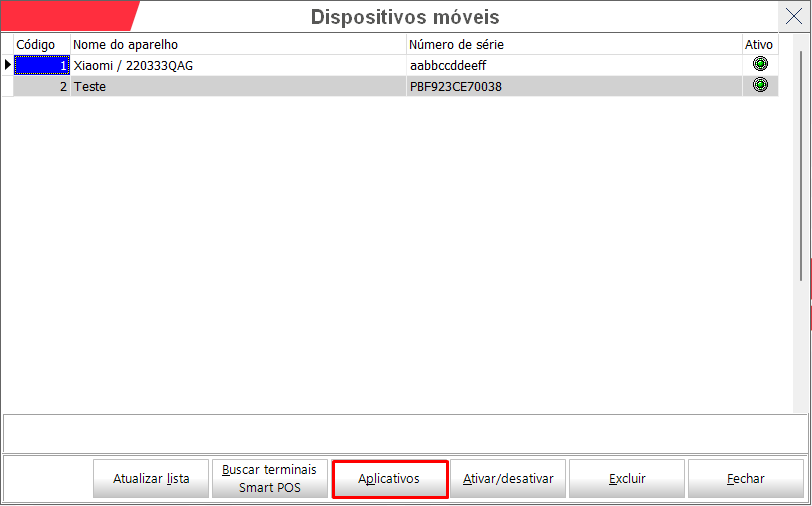 Dispositivos móveis
Código Nome do aparelho Número de série Ativo
1 Xiaomi / 220333QAG aabbccddeeff
2 Teste PBF923CE70038
Atualizar lista
Buscar terminais
Smart POS
Aplicativos
Ativar/desativar
Excluir
Fechar